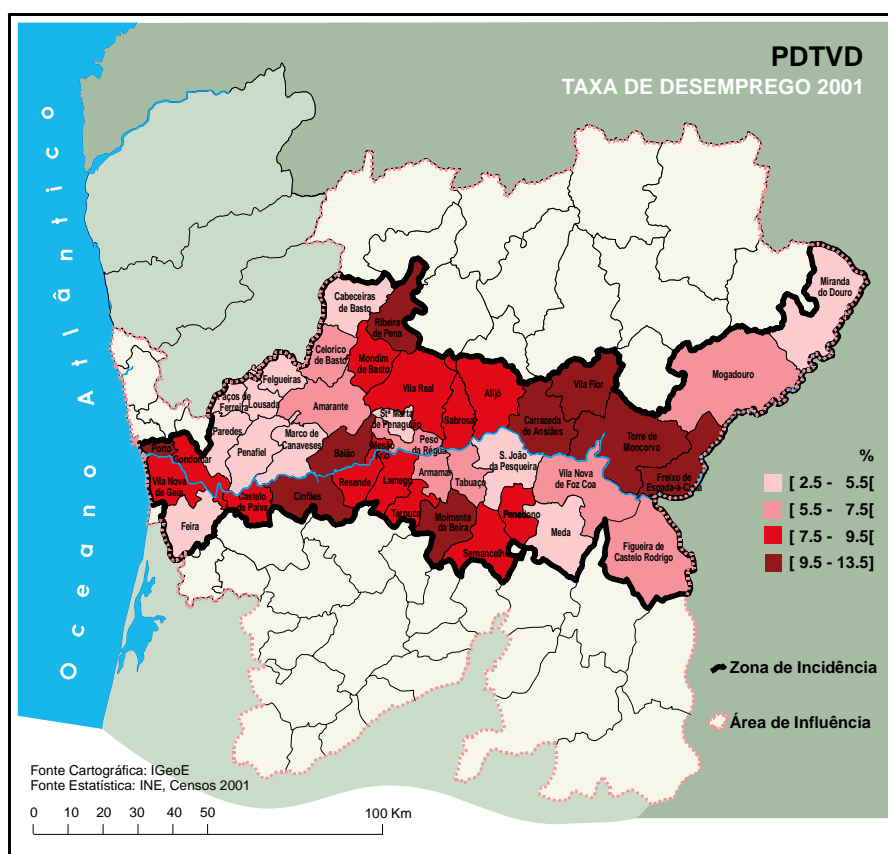 PDTVD
TAXA DE DESEMPREGO 2001
Oceano Atlântico
Miranda
do Douro
Cabeceiras
de Basto
Ribeira
de Pena
Celorico
de Basto
Mondim
de Basto
Mogadouro
Felgueiras
Vila Real
Alijó
Vila Flor
Paços de
Ferreira
Lousada
Amarante
Stª Marta
de Penaguião
Sabrosa
Carrazeda
de Ansiães
Paredes
Marco de
Canaveses
Peso
da Régua
Torre de
Moncorvo
Porto
Gondomar
Penafiel
Baião
Mesão
Frio
S. João
da Pesqueira
Vila Nova
de Gaia
Castelo
de Paiva
Cinfães
Resende
Lamego
Armamar
Tabuaço
Vila Nova
de Foz Coa
Freixo de
Espada-à-Cinta
Feira
Tarouca
Moimenta
da Beira
Penedono
Meda
Sernancelhe
Figueira de
Castelo Rodrigo
%
[ 2.5 - 5.5[
[ 5.5 - 7.5[
[ 7.5 - 9.5[
[ 9.5 - 13.5]
Zona de Incidência
Área de Influência
Fonte Cartográfica: IGeoE
Fonte Estatística: INE, Censos 2001
0 10 20 30 40 50 100 Km